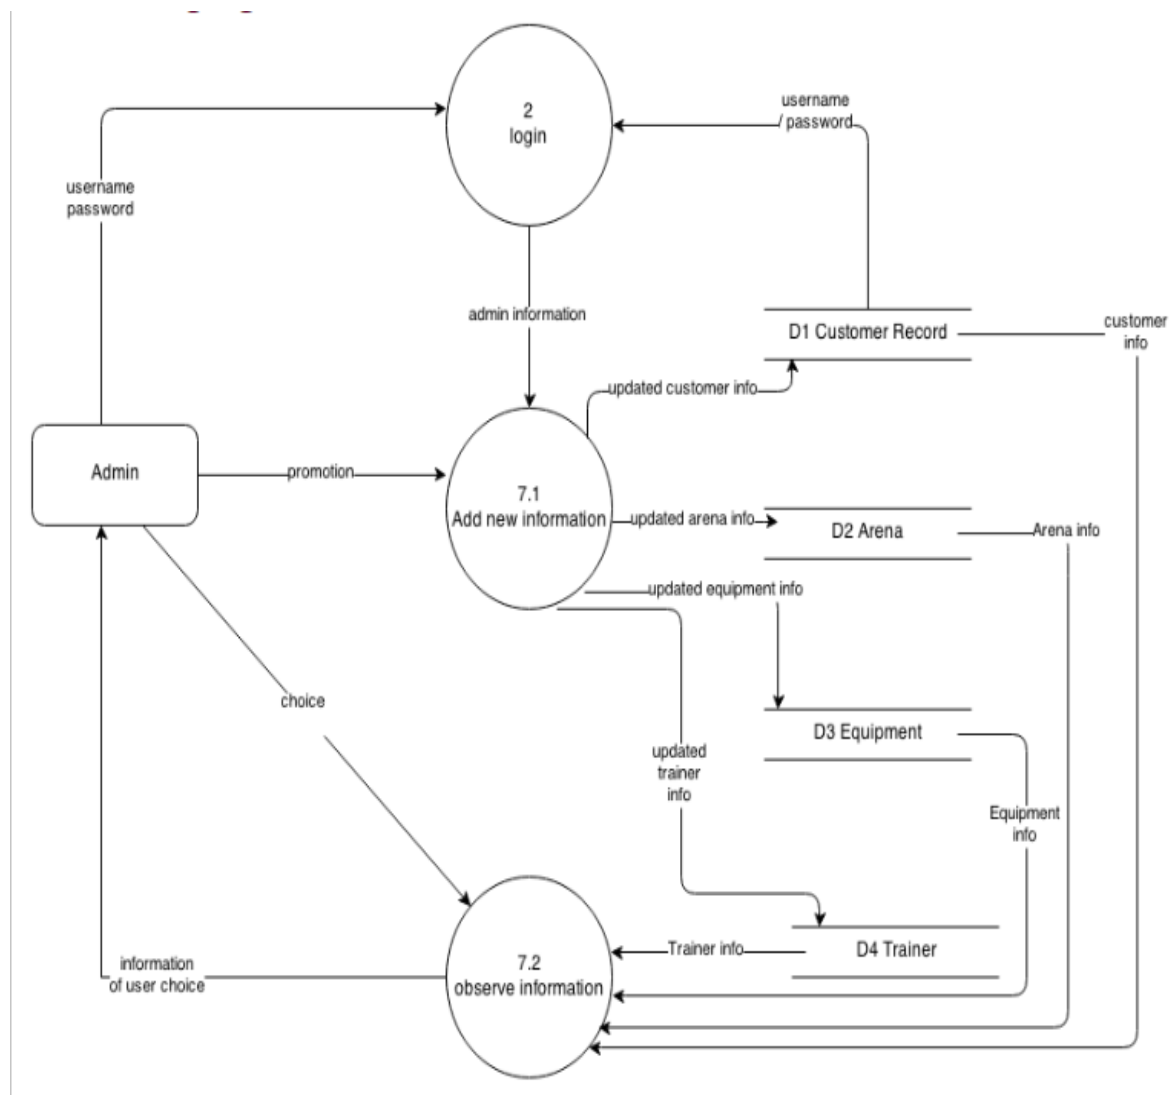 2
login
username
/ password
username
password
admin information
D1 Customer Record
customer
info
updated customer info
Admin
promotion
7.1
Add new information
updated arena info
D2 Arena
Arena info
updated equipment info
choice
D3 Equipment
updated
trainer
info
Equipment
info
Trainer info
D4 Trainer
7.2
observe information
information
of user choice